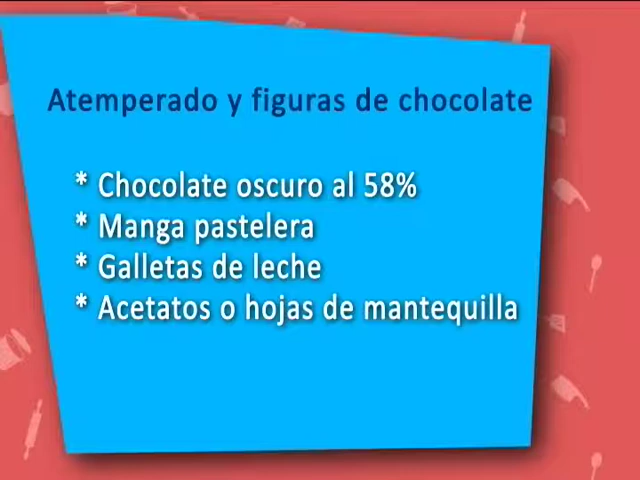 Atemperado y figuras de chocolate
* Chocolate oscuro al 58%
* Manga pastelera
* Galletas de leche
* Acetatos o hojas de mantequilla